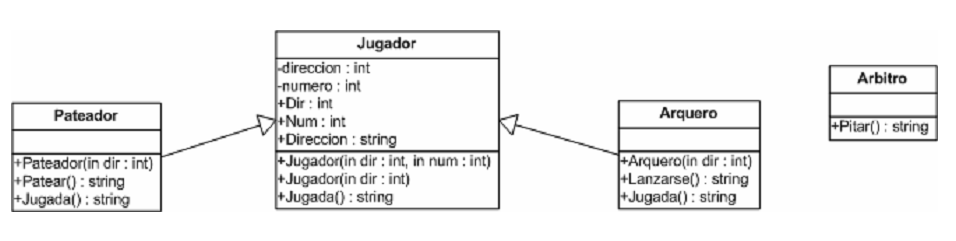 Pateador
+Pateador(in dir : int)
+Patear() : string
+Jugada() : string
Jugador
-direccion : int
-numero : int
+Dir : int
+Num : int
+Direccion : string
+Jugador(in dir : int, in num : int)
+Jugador(in dir : int)
+Jugada() : string
Arquero
+Arquero(in dir : int)
+Lanzarse() : string
+Jugada() : string
Arbitro
+Pitar() : string